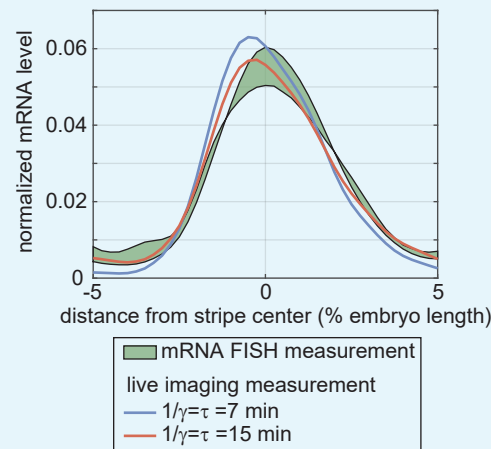 normalized mRNA level
0.06
0.04
0.02
0
-5
0
5
distance from stripe center (% embryo length)
mRNA FISH measurement
live imaging measurement
1/γ=τ =7 min
1/γ=τ =15 min